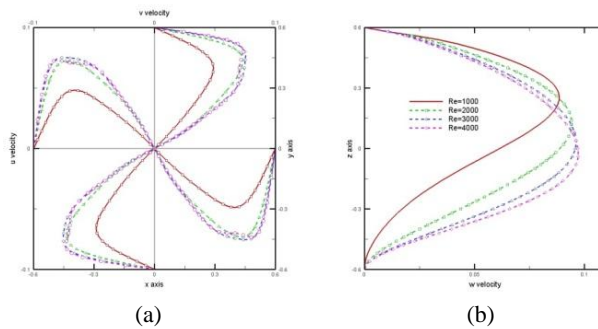 v velocity
-0.1 0 0.1
0.6 0.6
0.3 0.3
Re=1000
Re=2000
Re=3000
Re=4000
u velocity 0 0 y axis z axis 0
-0.3 -0.3
-0.1 -0.6 -0.6
-0.6 -0.3 0 0.3 0.6 0 0.05 0.1
x axis w velocity
(a) (b)